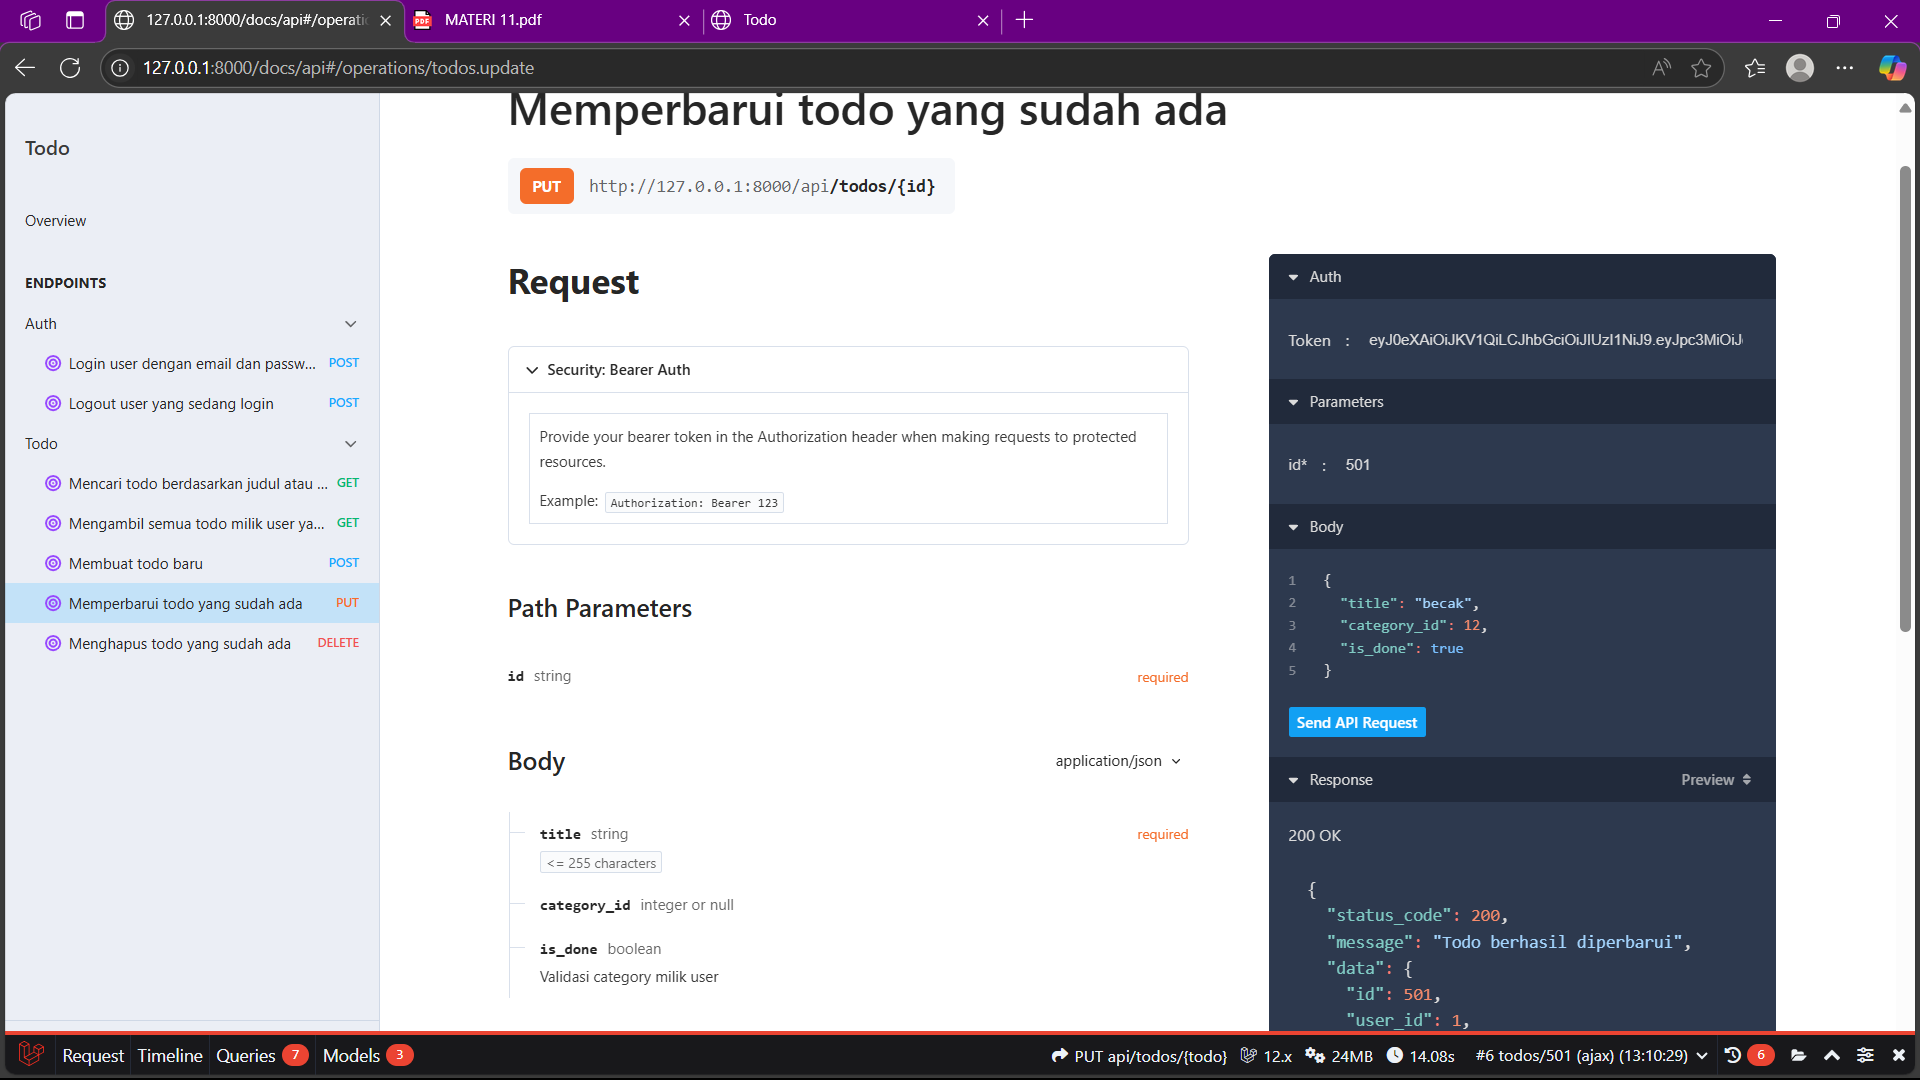 127.0.0.1:8000/docs/api#/operatio
MATERI 11.pdf
Todo
127.0.0.1:8000/docs/api#/operations/todos.update
Todo
Overview
ENDPOINTS
Auth
Login user dengan email dan passw... POST
Logout user yang sedang login POST
Todo
Mencari todo berdasarkan judul atau ... GET
Mengambil semua todo milik user ya... GET
Membuat todo baru POST
Memperbarui todo yang sudah ada PUT
Menghapus todo yang sudah ada DELETE
Memperbarui todo yang sudah ada
PUT http://127.0.0.1:8000/api/todos/{id}
Request
Security: Bearer Auth
Provide your bearer token in the Authorization header when making requests to protected
resources.
Example: Authorization: Bearer 123
Path Parameters
id string required
Body application/json
title string required
<= 255 characters
category_id integer or null
is_done boolean
Validasi category milik user
Auth
Token : eyJ0eXAiOiJKV1QiLCJhbGciOiJIUzI1NiJ9.eyJpc3MiOiJ
Parameters
id* : 501
Body
1 {
2 "title": "becak",
3 "category_id": 12,
4 "is_done": true
5 }
Send API Request
Response Preview
200 OK
{
"status_code": 200,
"message": "Todo berhasil diperbarui",
"data": {
"id": 501,
"user_id": 1,
Request Timeline Queries 7 Models 3 PUT api/todos/{todo} 12.x 24MB 14.08s #6 todos/501 (ajax) (13:10:29) 6